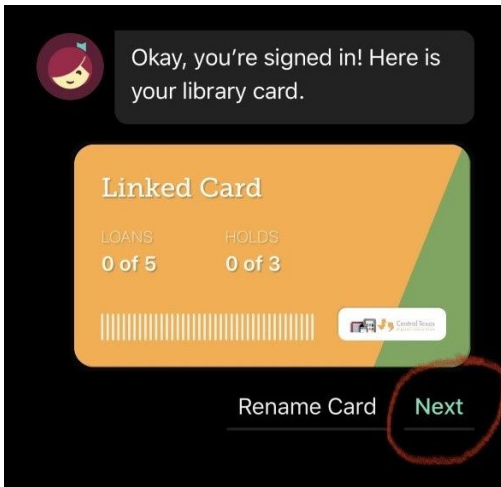 Okay, you’re signed in! Here is
your library card.
Linked Card
LOANS HOLDS
0 of 5 0 of 3
Central Texas
Rename Card Next